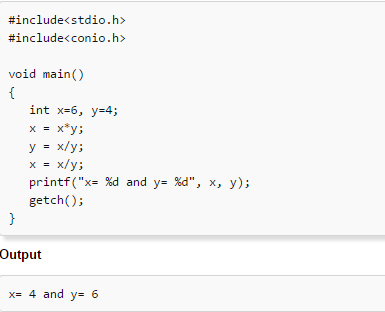 #include<stdio.h>
#include<conio.h>
void main()
{
int x=6, y=4;
x = x*y;
y = x/y;
x = x/y;
printf("x= %d and y= %d", x, y);
getch();
}
Output
x= 4 and y= 6